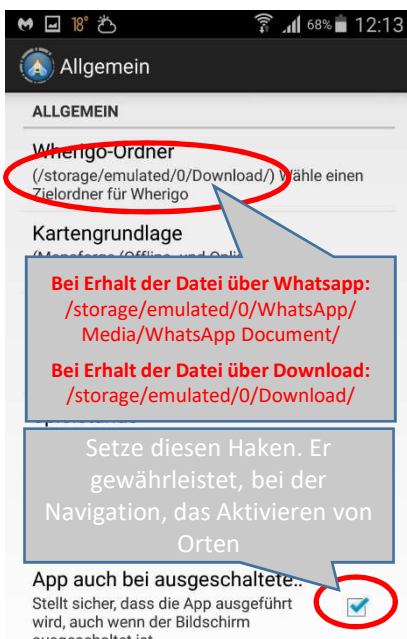 18° 68% 12:13
Allgemein
ALLGEMEIN
Wherigo-Ordner
(/storage/emulated/0/Download/) Wähle einen
Zielordner für Wherigo
Kartengrundlage
Bei Erhalt der Datei über Whatsapp:
/storage/emulated/0/WhatsApp/
Media/WhatsApp Document/
Bei Erhalt der Datei über Download:
/storage/emulated/0/Download/
Setze diesen Haken. Er
gewährleistet, bei der
Navigation, das Aktivieren von
Orten
App auch bei ausgeschaltete..
Stellt sicher, dass die App ausgeführt
wird, auch wenn der Bildschirm
ausgeschaltet ist